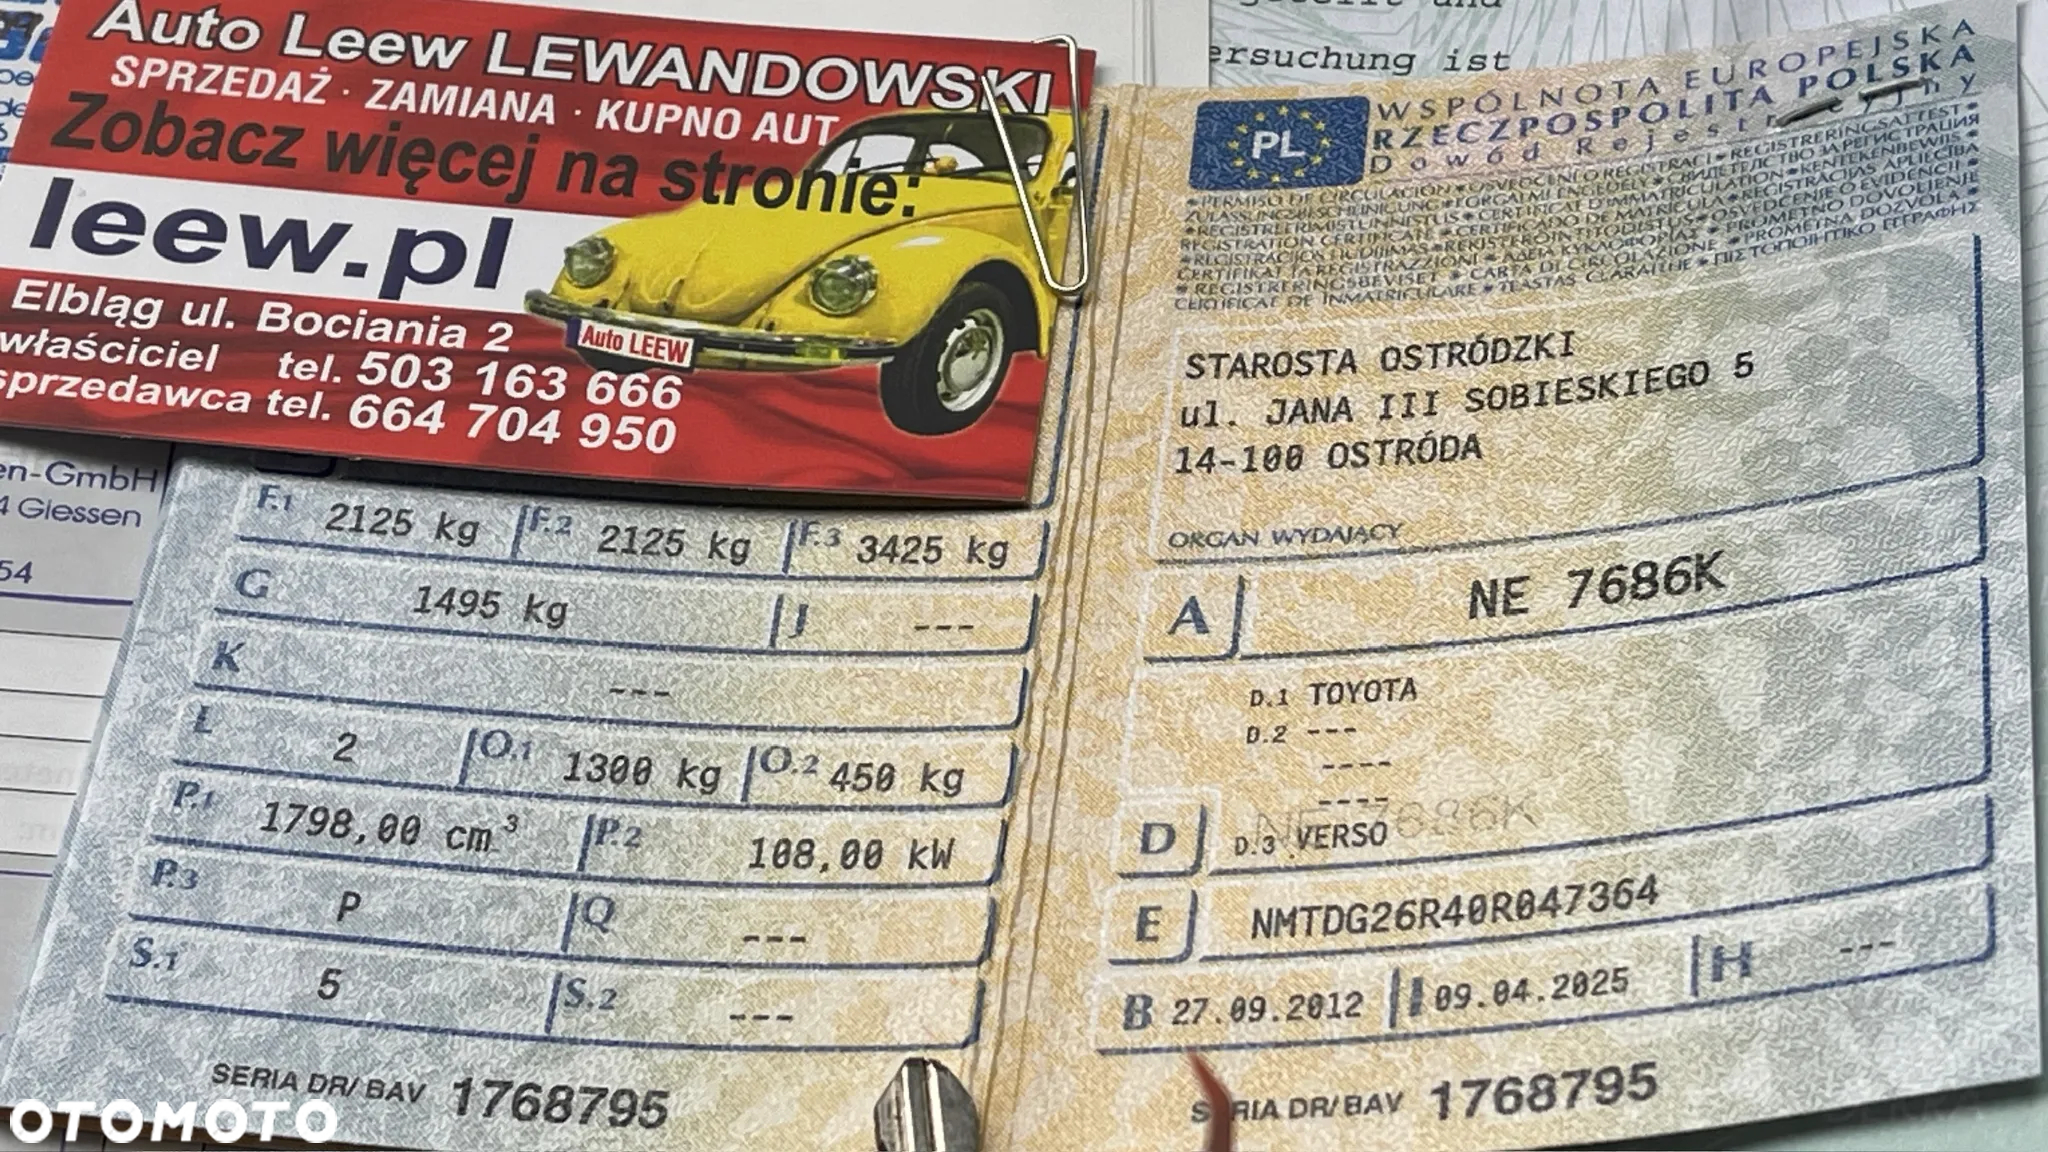 Auto Leew LEWANDOWSKI
SPRZEDAŻ · ZAMIANA · KUPNO AUT
Zobacz więcej na stronie:
leew.pl
Elbląg ul. Bociania 2
właściciel tel. 503 163 666
sprzedawca tel. 664 704 950
Auto LEEW
ersuchung ist
en-GmbH
4 Giessen
54
F.1 2125 kg F.2 2125 kg F.3 3425 kg
G 1495 kg J ---
K ---
L 2 O.1 1300 kg O.2 450 kg
P.1 1798,00 cm³ P.2 108,00 kW
P.3 P Q ---
S.1 5 S.2 ---
SERIA DR/BAV 1768795
WSPÓLNOTA EUROPEJSKA
PL RZECZPOSPOLITA POLSKA
Dowód Rejestr
STAROSTA OSTRÓDZKI
ul. JANA III SOBIESKIEGO 5
14-100 OSTRÓDA
ORGAN WYDAJĄCY
A NE 7686K
D.1 TOYOTA
D.2 ---
----
----
D D.3 VERSO
E NMTDG26R40R047364
B 27.09.2012 I 09.04.2025 H ---
SERIA DR/BAV 1768795
OTOMOTO